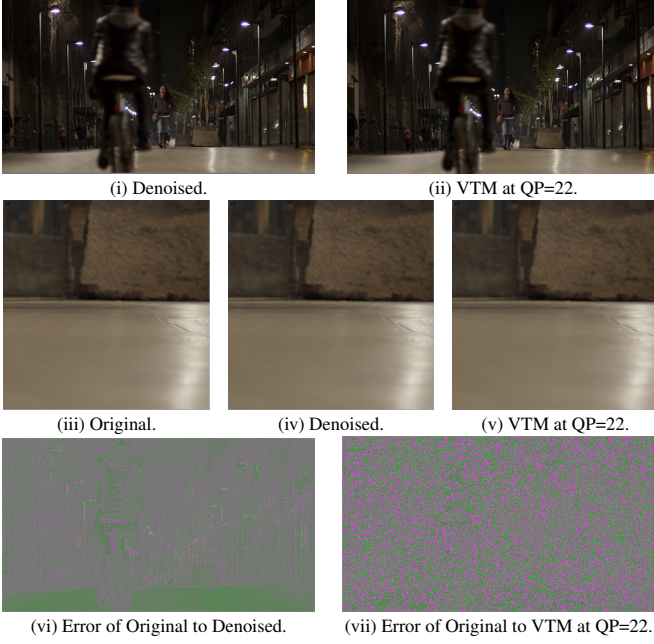 (i) Denoised.
(ii) VTM at QP=22.
(iii) Original.
(iv) Denoised.
(v) VTM at QP=22.
(vi) Error of Original to Denoised.
(vii) Error of Original to VTM at QP=22.